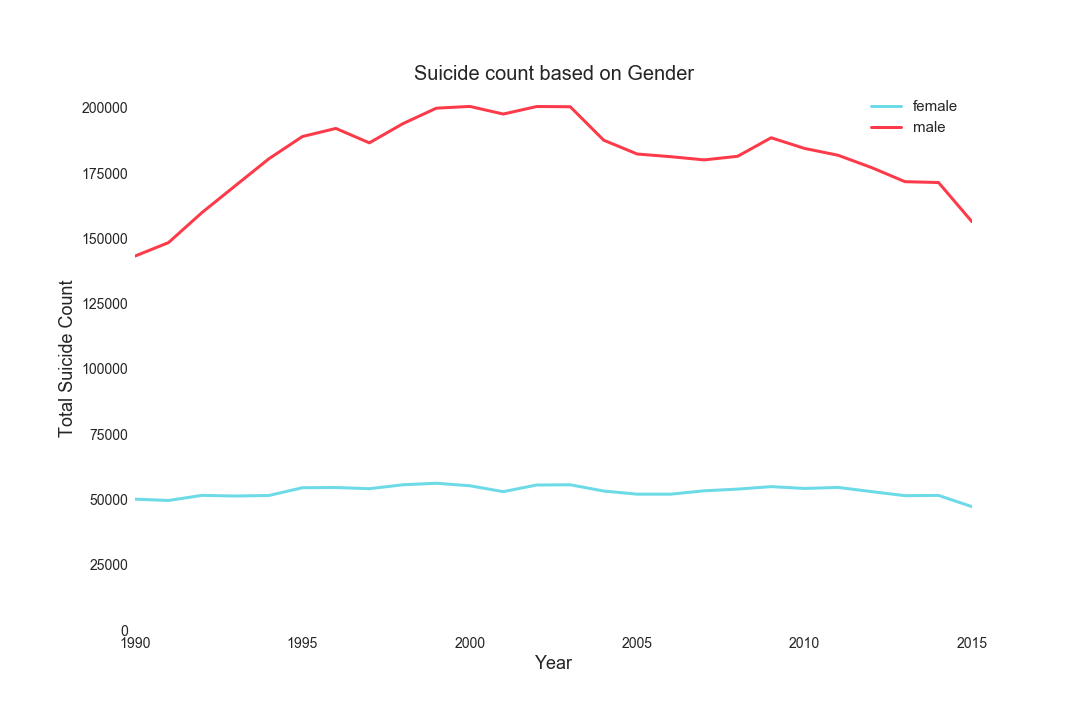 Suicide count based on Gender
female
male
200000
175000
150000
125000
100000
75000
50000
25000
0
Total Suicide Count
1990 1995 2000 2005 2010 2015
Year